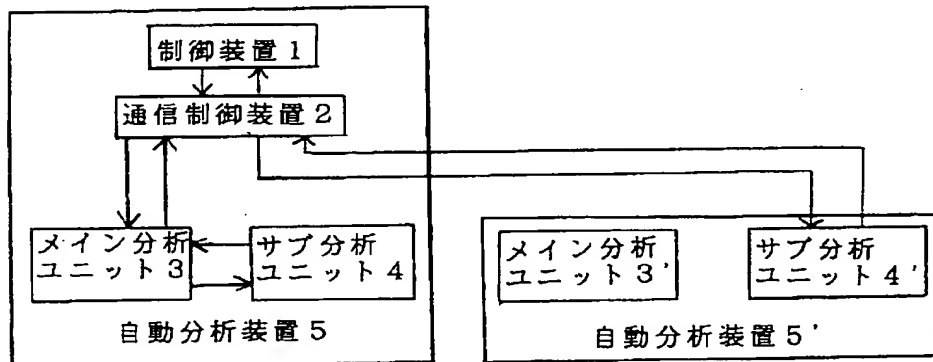 制御装置1
通信制御装置2
メイン分析
ユニット3
サブ分析
ユニット4
自動分析装置5
メイン分析
ユニット3'
サブ分析
ユニット4'
自動分析装置5'